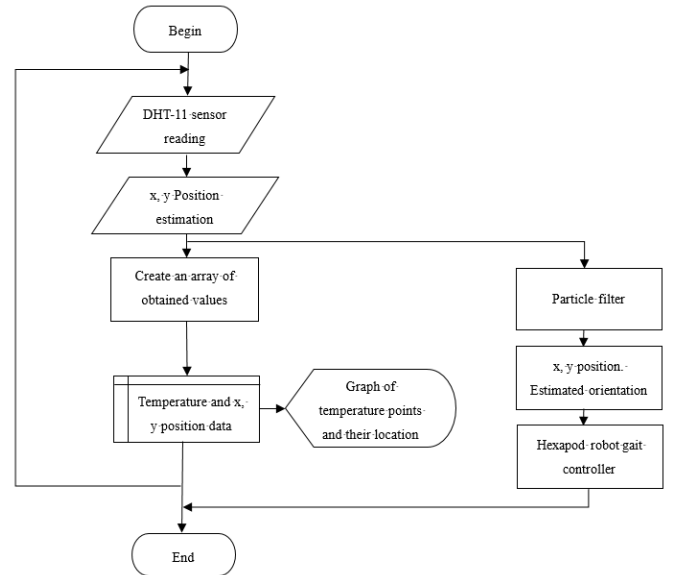 Begin
DHT-11 sensor
reading
x, y Position
estimation
Create an array of
obtained values
Particle filter
x, y position.
Estimated orientation
Temperature and x,
y position data
Graph of
temperature points
and their location
Hexapod robot gait
controller
End